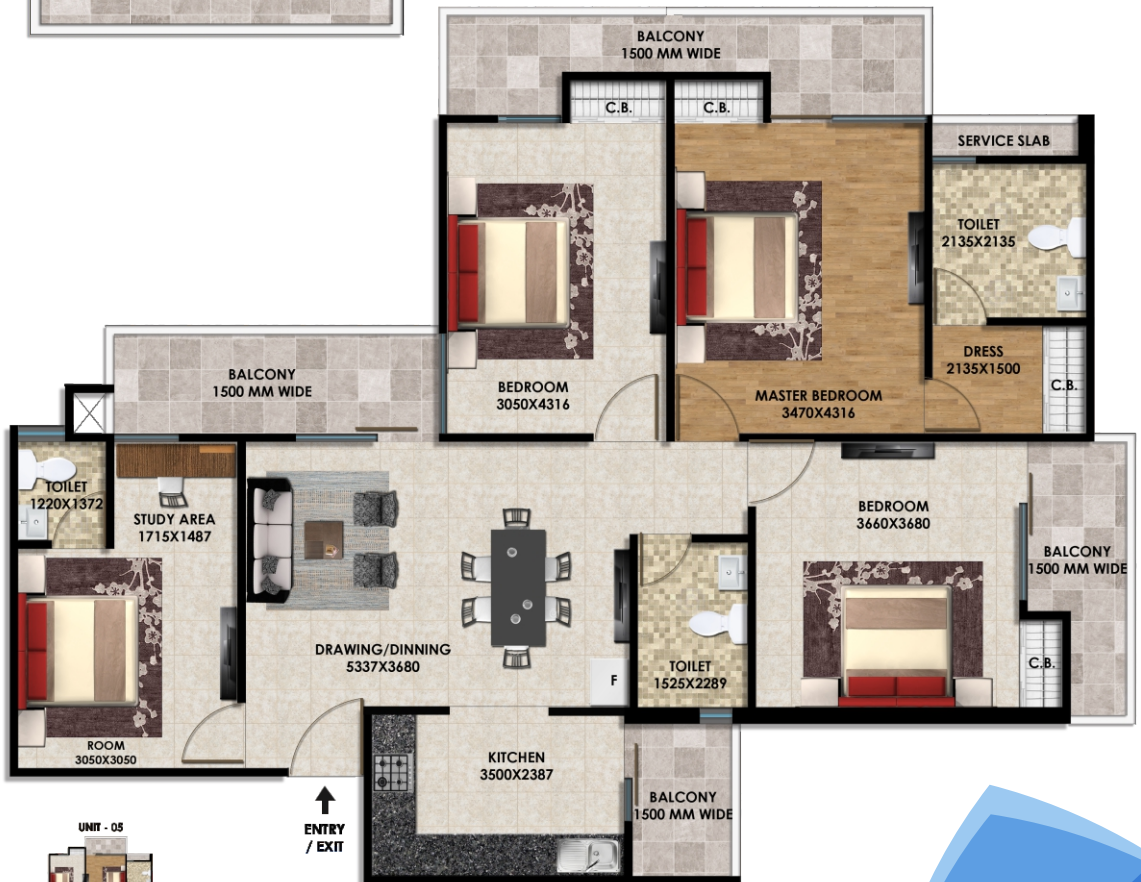 BALCONY
1500 MM WIDE
C.B.
C.B.
SERVICE SLAB
TOILET
2135X2135
DRESS
2135X1500
C.B.
BEDROOM
3050X4316
MASTER BEDROOM
3470X4316
BALCONY
1500 MM WIDE
TOILET
1220X1372
STUDY AREA
1715X1487
BEDROOM
3660X3680
BALCONY
1500 MM WIDE
DRAWING/DINNING
5337X3680
F
TOILET
1525X2289
C.B.
ROOM
3050X3050
KITCHEN
3500X2387
BALCONY
1500 MM WIDE
ENTRY
/ EXIT
UNIT - 05